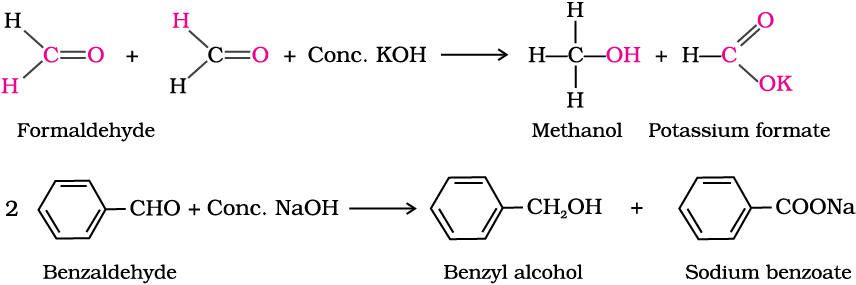 H H H O
C=O + C=O + Conc. KOH → H—C—OH + H—C
H H H OK
Formaldehyde Methanol Potassium formate
2 CHO + Conc. NaOH → CH₂OH + COONa
Benzaldehyde Benzyl alcohol Sodium benzoate